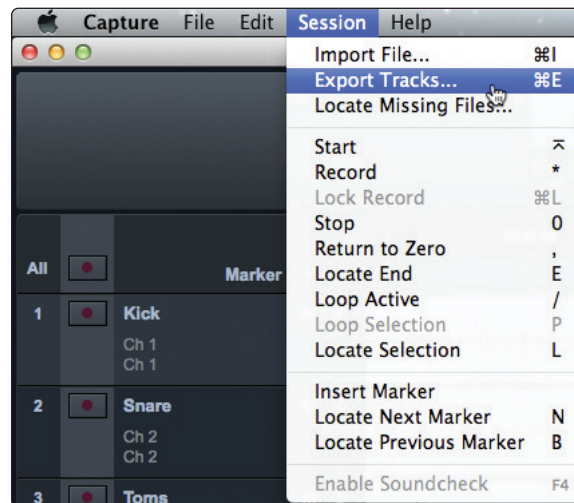 Capture File Edit Session Help
Import File... ⌘I
Export Tracks... ⌘E
Locate Missing Files...
Start ⌅
Record *
Lock Record ⌘L
Stop 0
Return to Zero ,
Locate End E
Loop Active /
Loop Selection P
Locate Selection L
Insert Marker
Locate Next Marker N
Locate Previous Marker B
Enable Soundcheck F4
All Marker
1 Kick
Ch 1
Ch 1
2 Snare
Ch 2
Ch 2
3 Toms